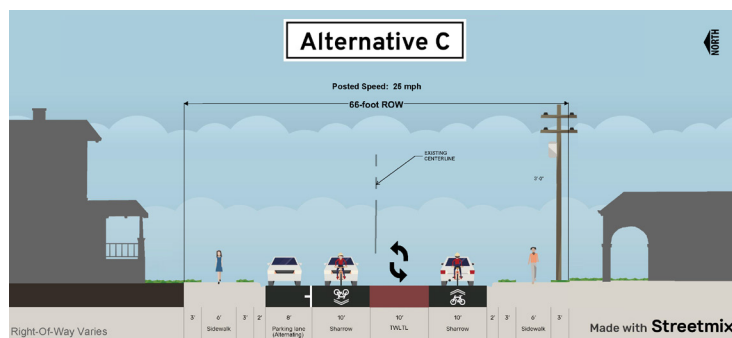 Alternative C
NORTH
Posted Speed: 25 mph
66-foot ROW
EXISTING
CENTERLINE
3'-0"
3' 6' 3' 2' 8' 10' 10' 10' 2' 3' 6' 3'
Sidewalk Parking lane Sharrow TWLTL Sharrow Sidewalk
(Alternating)
Right-Of-Way Varies
Made with Streetmix